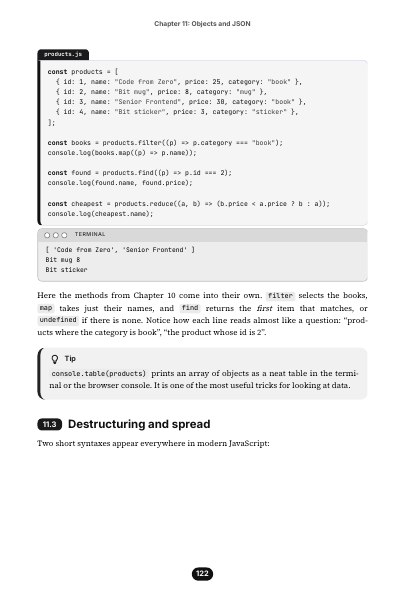 Chapter 11: Objects and JSON
products.js
const products = [
  { id: 1, name: "Code from Zero", price: 25, category: "book" },
  { id: 2, name: "Bit mug", price: 8, category: "mug" },
  { id: 3, name: "Senior Frontend", price: 30, category: "book" },
  { id: 4, name: "Bit sticker", price: 3, category: "sticker" },
];
const books = products.filter((p) => p.category === "book");
console.log(books.map((p) => p.name));
const found = products.find((p) => p.id === 2);
console.log(found.name, found.price);
const cheapest = products.reduce((a, b) => (b.price < a.price ? b : a));
console.log(cheapest.name);
TERMINAL
[ 'Code from Zero', 'Senior Frontend' ]
Bit mug 8
Bit sticker
Here the methods from Chapter 10 come into their own. filter selects the books,
map takes just their names, and find returns the first item that matches, or
undefined if there is none. Notice how each line reads almost like a question: “prod-
ucts where the category is book”, “the product whose id is 2”.
Tip
console.table(products) prints an array of objects as a neat table in the termi-
nal or the browser console. It is one of the most useful tricks for looking at data.
11.3 Destructuring and spread
Two short syntaxes appear everywhere in modern JavaScript:
122